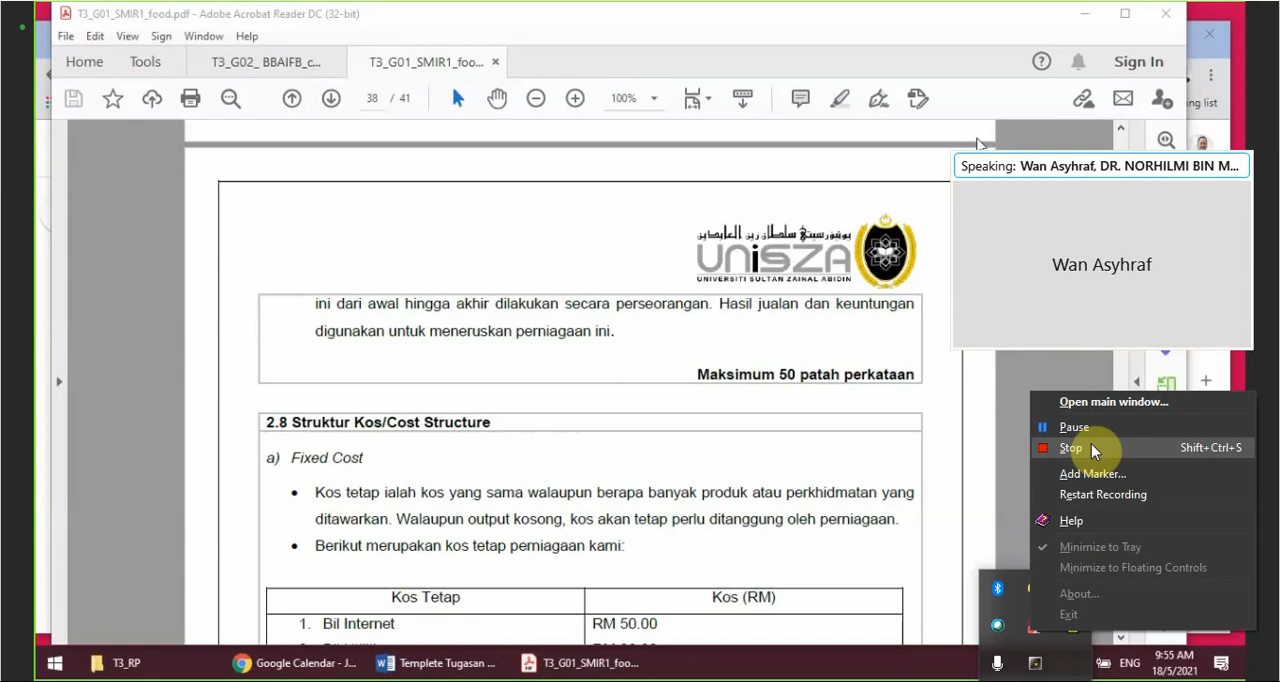 T3_G01_SMIR1_food.pdf - Adobe Acrobat Reader DC (32-bit)
File Edit View Sign Window Help
Home Tools T3_G02_ BBAIFB_c... T3_G01_SMIR1_foo... × Sign In
38 / 41 100%
ing list
Speaking: Wan Asyhraf, DR. NORHILMI BIN M...
Wan Asyhraf
يونيورسيتي سلطان زين العابدين
UniSZA
UNIVERSITI SULTAN ZAINAL ABIDIN
ini dari awal hingga akhir dilakukan secara perseorangan. Hasil jualan dan keuntungan
digunakan untuk meneruskan perniagaan ini.
Maksimum 50 patah perkataan
2.8 Struktur Kos/Cost Structure
a) Fixed Cost
• Kos tetap ialah kos yang sama walaupun berapa banyak produk atau perkhidmatan yang
ditawarkan. Walaupun output kosong, kos akan tetap perlu ditanggung oleh perniagaan.
• Berikut merupakan kos tetap perniagaan kami:
Kos Tetap Kos (RM)
1. Bil Internet RM 50.00
Open main window...
Pause
Stop Shift+Ctrl+S
Add Marker...
Restart Recording
Help
Minimize to Tray
Minimize to Floating Controls
About...
Exit
T3_RP Google Calendar - J... Templete Tugasan ... T3_G01_SMIR1_foo... ENG 9:55 AM
18/5/2021